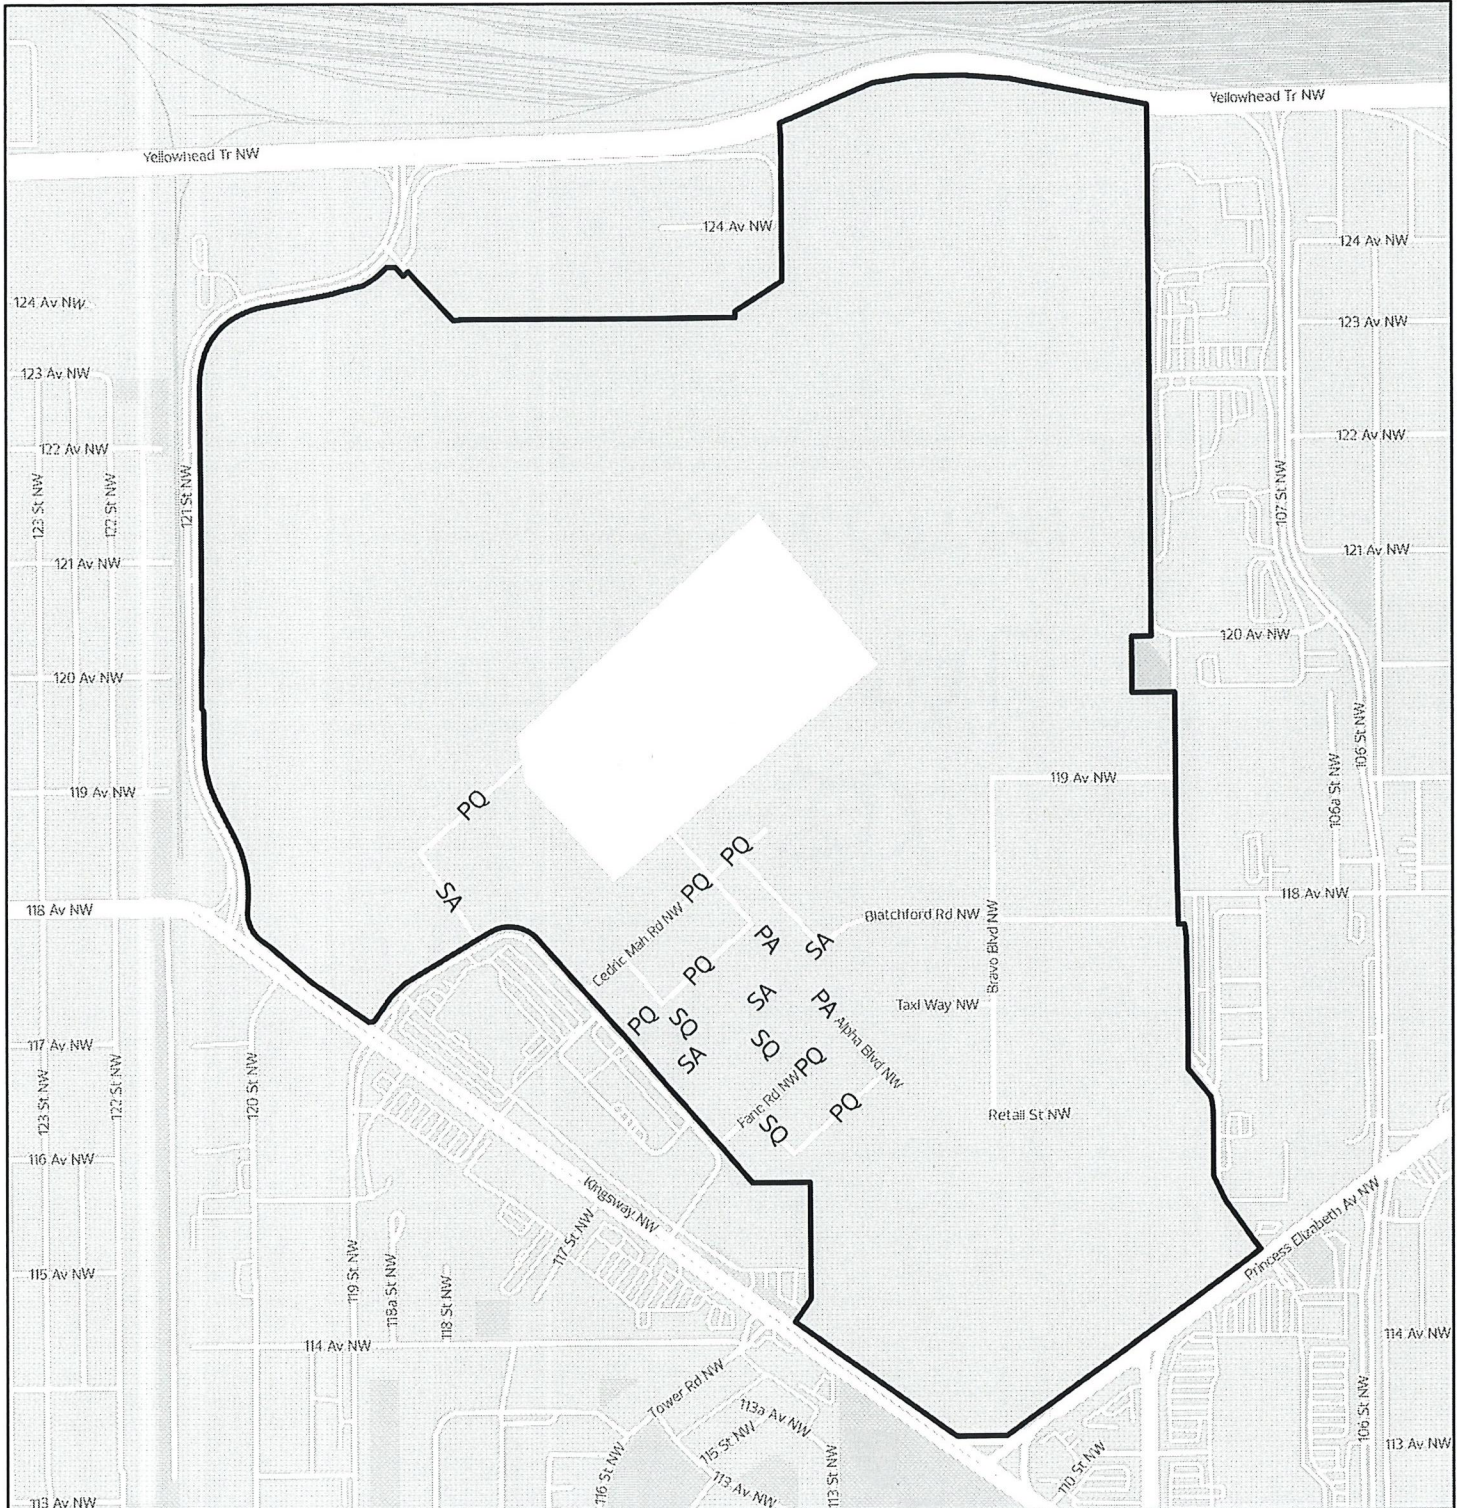 Yellowhead Tr NW
Yellowhead Tr NW
124 Av NW
124 Av NW
124 Av NW
123 Av NW
123 Av NW
122 Av NW
122 Av NW
123 St NW
122 St NW
121 St NW
107 St NW
121 Av NW
121 Av NW
120 Av NW
120 Av NW
106 St NW
106a St NW
119 Av NW
119 Av NW
PQ
PQ
PQ
SA
118 Av NW
118 Av NW
Cedric Mah Rd NW
Blatchford Rd NW
Bravo Blvd NW
PA
SA
PQ
SA
PA
Taxi Way NW
PQ
SQ
SQ
SA
PQ
Alpha Blvd NW
117 Av NW
123 St NW
122 St NW
120 St NW
Fane Rd NW
PQ
SQ
Retail St NW
116 Av NW
Kingsway NW
117 St NW
Princess Elizabeth Av NW
115 Av NW
119 St NW
118a St NW
118 St NW
114 Av NW
114 Av NW
Tower Rd NW
113a Av NW
115 St NW
113 Av NW
116 St NW
113 St NW
110 St NW
106 St NW
113 Av NW
113 Av NW